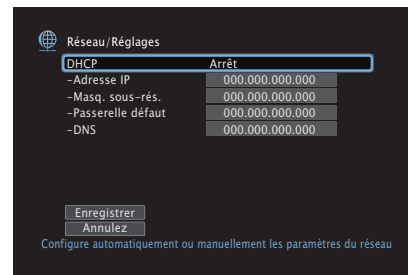 Réseau/Réglages
DHCP Arrêt
–Adresse IP 000.000.000.000
–Masq. sous-rés. 000.000.000.000
–Passerelle défaut 000.000.000.000
–DNS 000.000.000.000
Enregistrer
Annulez
Configure automatiquement ou manuellement les paramètres du réseau